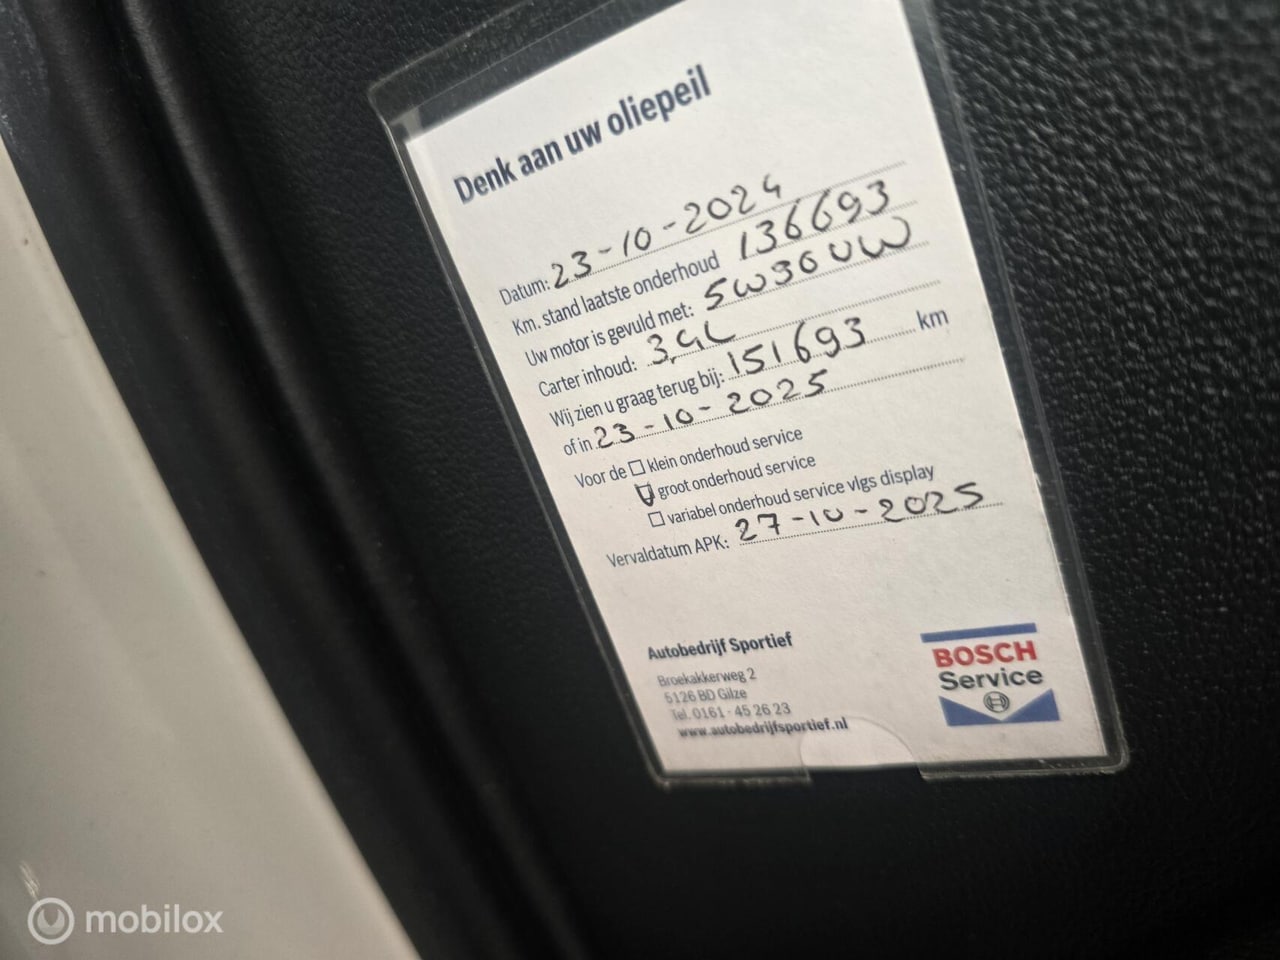 Denk aan uw oliepeil
Datum: 23-10-2024
Km. stand laatste onderhoud 136693
Uw motor is gevuld met: 5W30 VW
Carter inhoud:
Wij zien u graag terug bij: 151693 km
of in 23-10-2025
Voor de klein onderhoud service
groot onderhoud service
variabel onderhoud service vlgs display
Vervaldatum APK: 27-10-2025
Autobedrijf Sportief
Broekakkerweg 2
5126 BD Gilze
Tel. 0161 - 45 26 23
www.autobedrijfsportief.nl
BOSCH
Service
mobilox